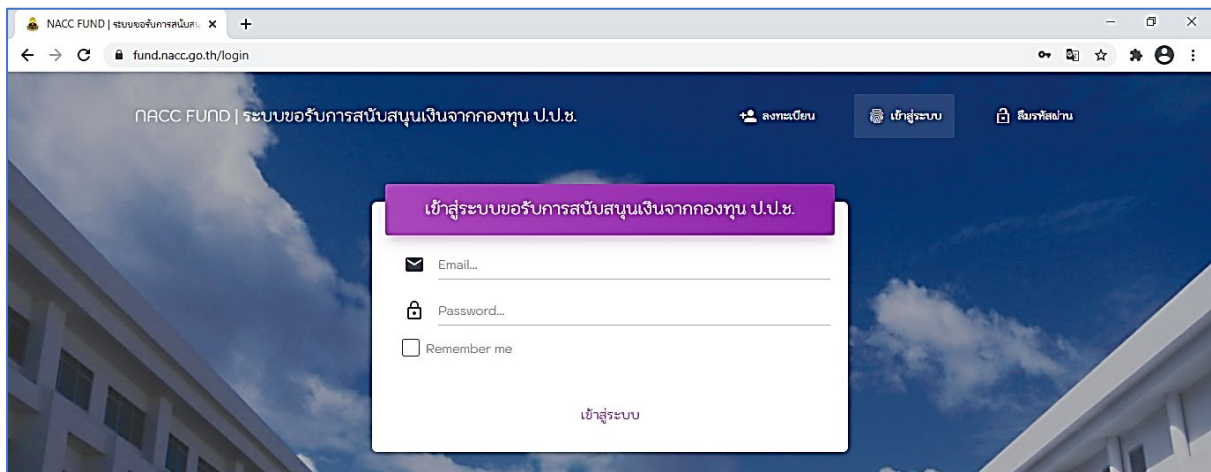 NACC FUND | ระบบขอรับการสนับสนุ
fund.nacc.go.th/login
NACC FUND | ระบบขอรับการสนับสนุนเงินจากกองทุน ป.ป.ช.
ลงทะเบียน
เข้าสู่ระบบ
ลืมรหัสผ่าน
เข้าสู่ระบบขอรับการสนับสนุนเงินจากกองทุน ป.ป.ช.
Email...
Password...
Remember me
เข้าสู่ระบบ